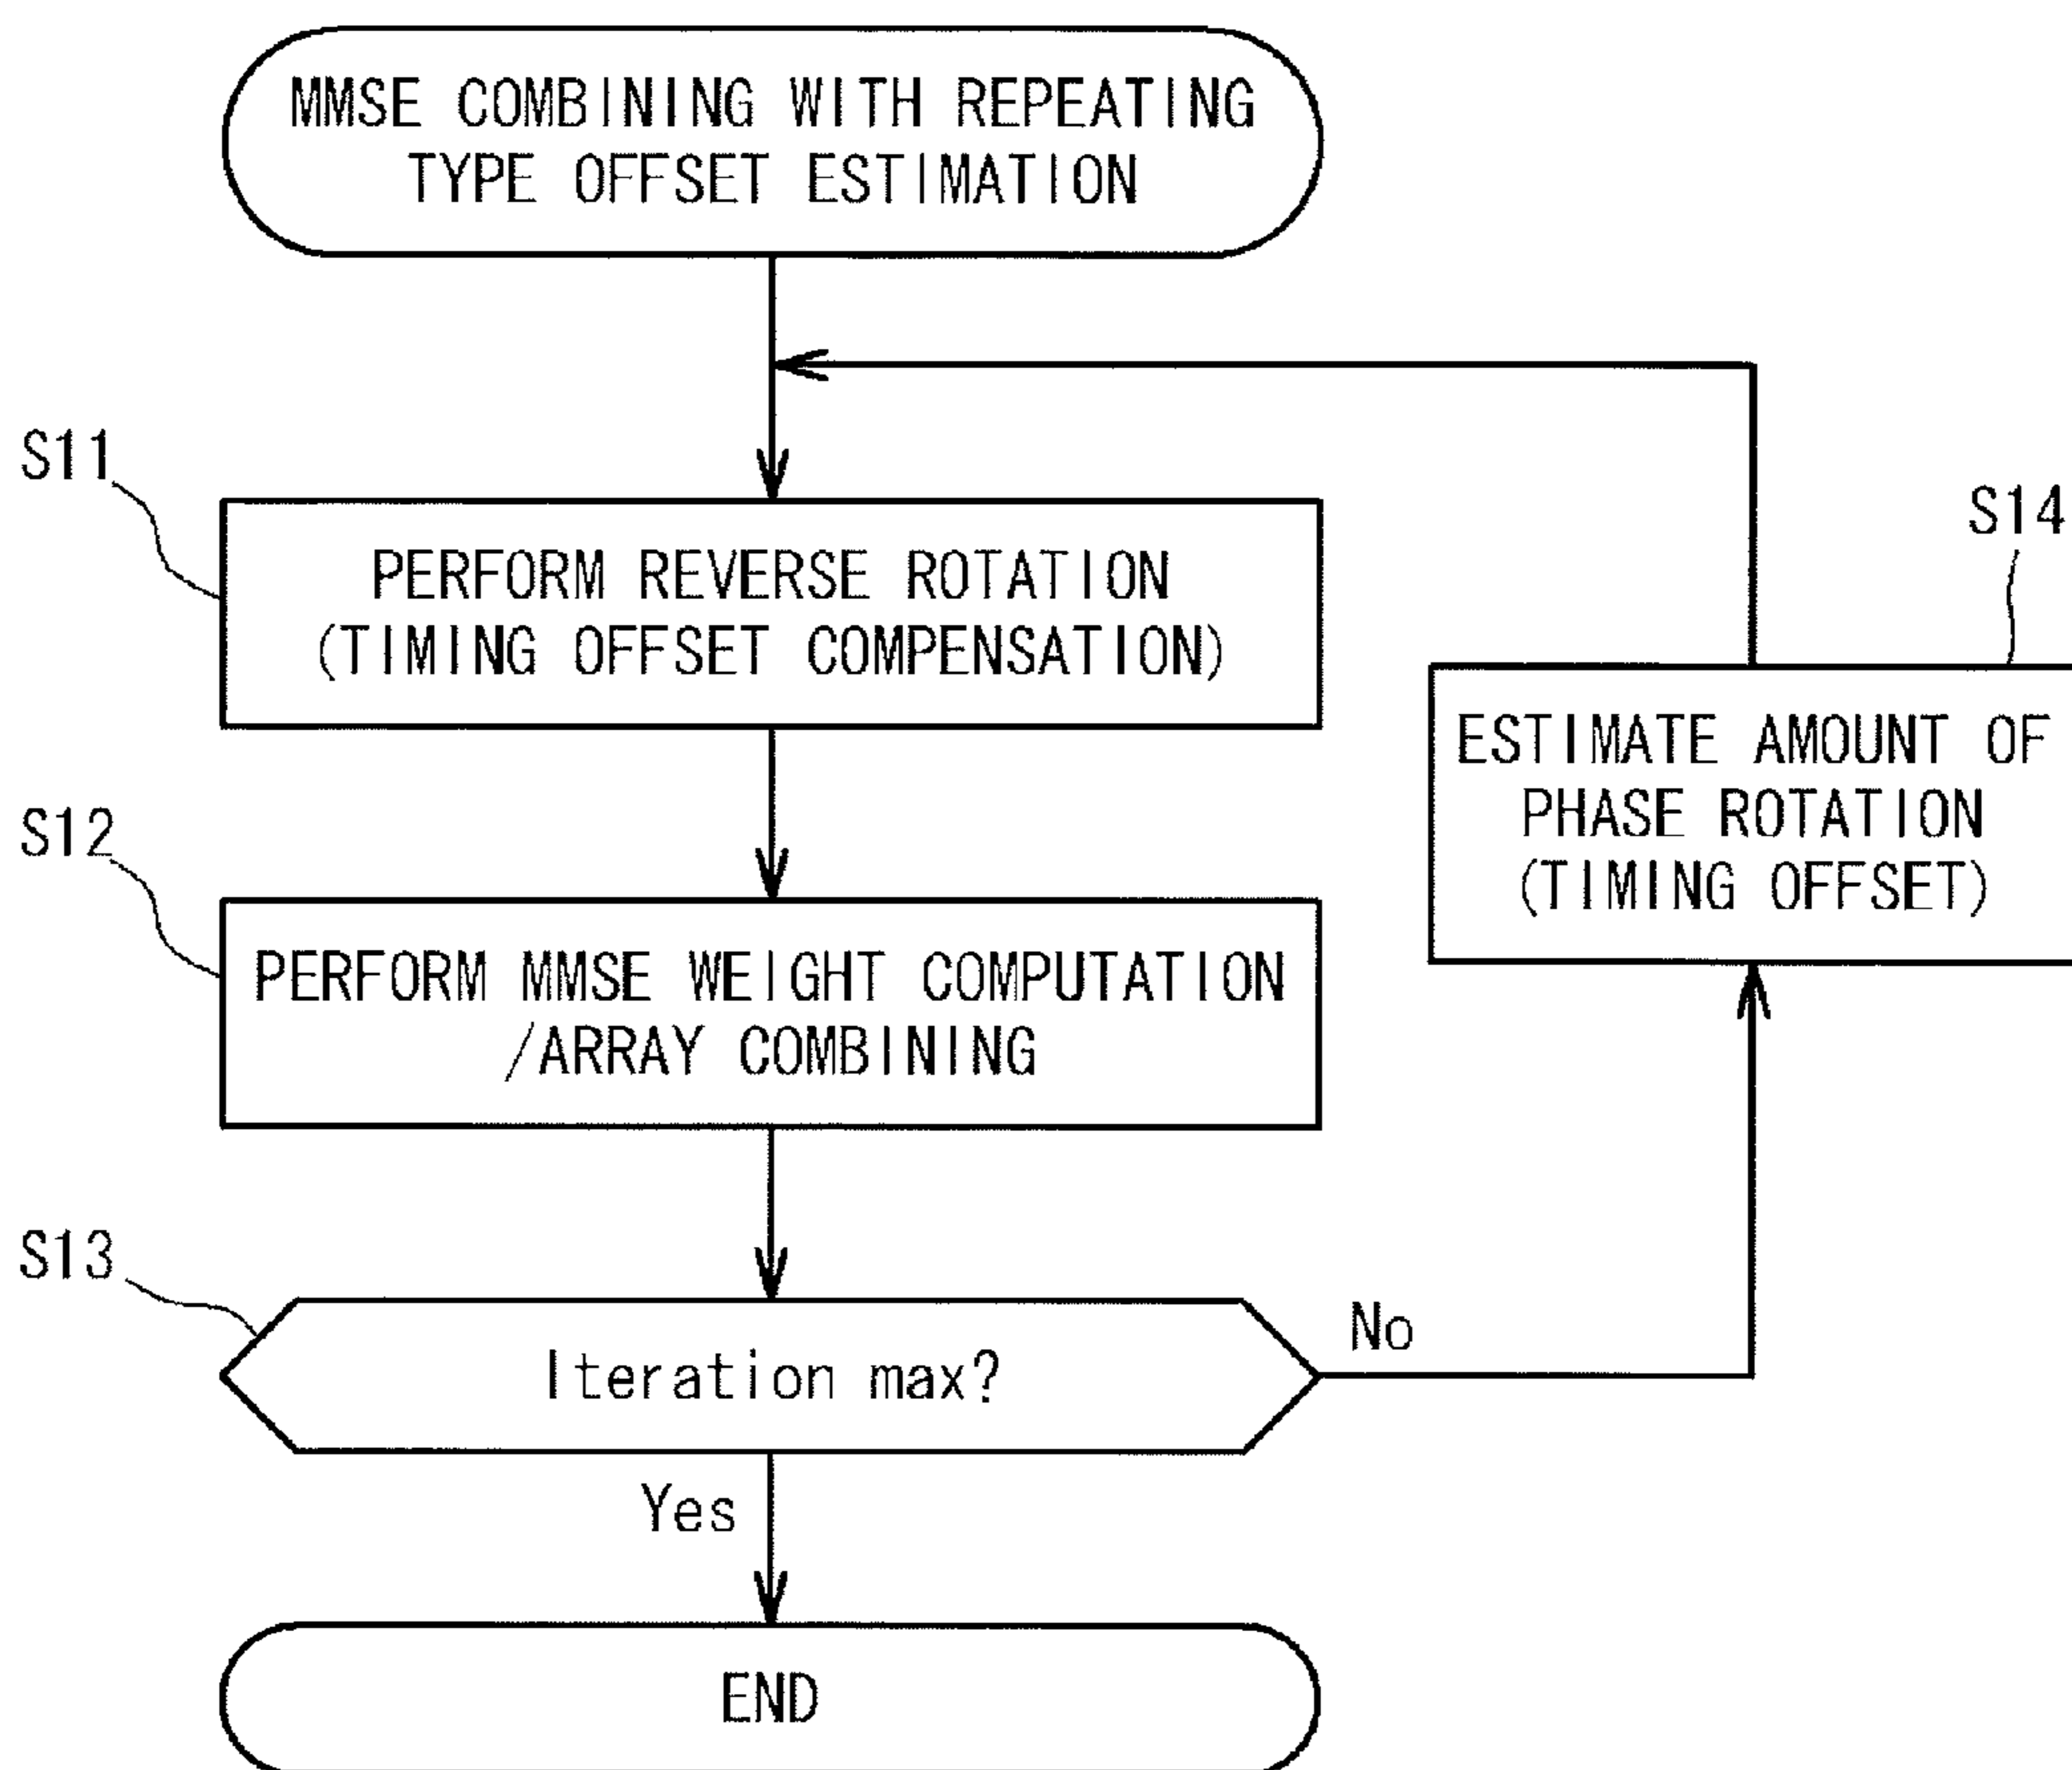 MMSE COMBINING WITH REPEATING
TYPE OFFSET ESTIMATION
S11
PERFORM REVERSE ROTATION
(TIMING OFFSET COMPENSATION)
S14
ESTIMATE AMOUNT OF
PHASE ROTATION
(TIMING OFFSET)
S12
PERFORM MMSE WEIGHT COMPUTATION
/ARRAY COMBINING
S13
Iteration max?
No
Yes
END